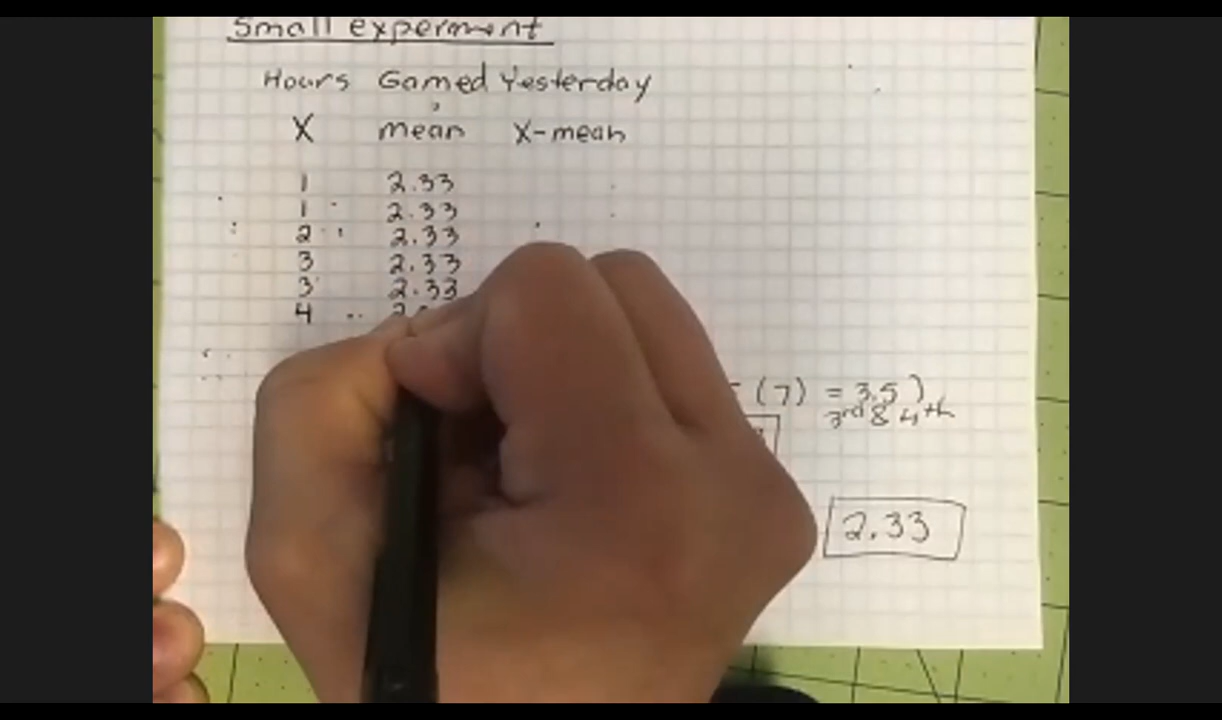 Small experment
Hours Gamed Yesterday
X mean X-mean
1 2.33
1 2.33
2 2.33
3 2.33
3 2.33
4
(7) = 3.5)
3rd & 4th
2.33